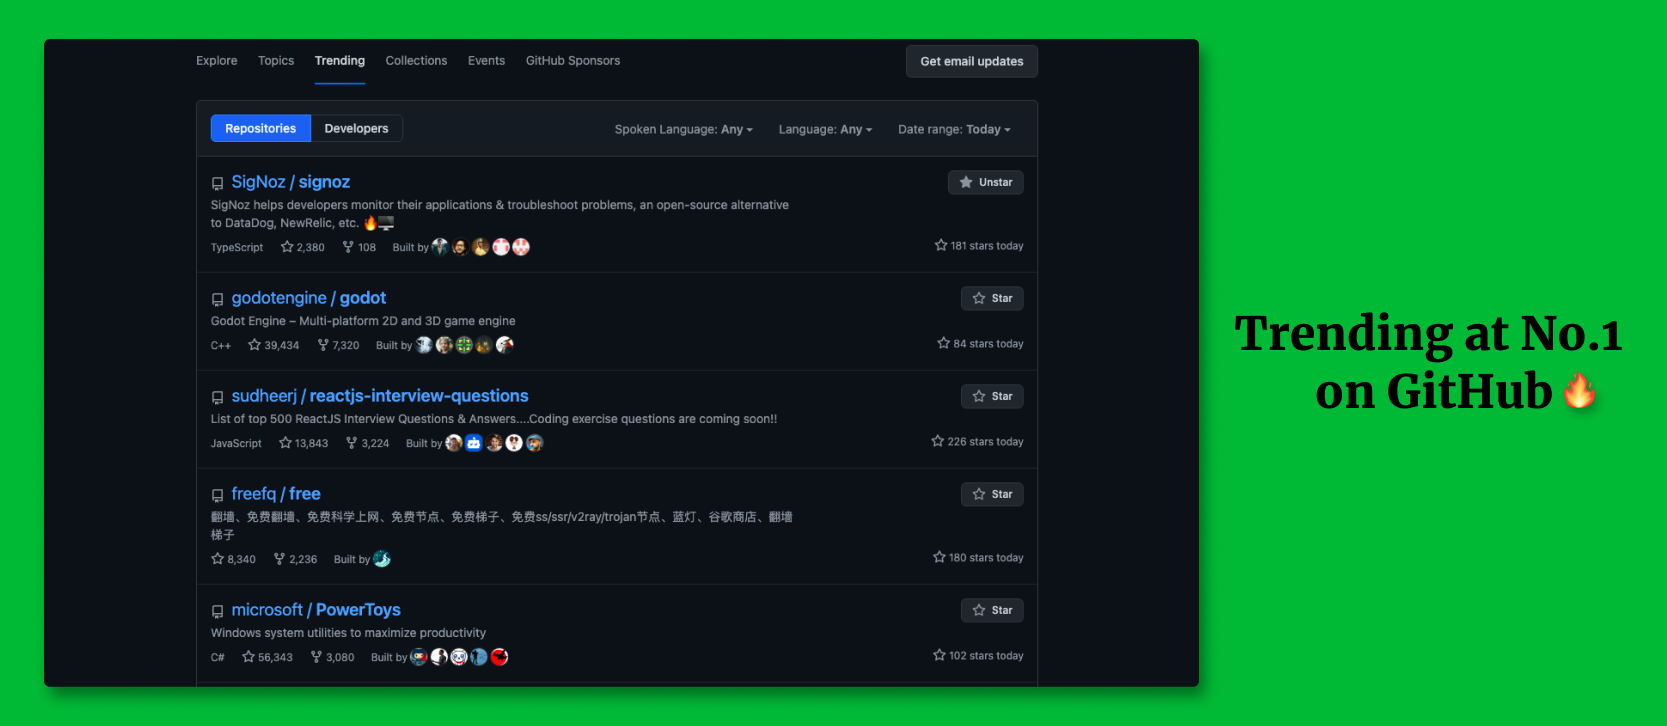 Explore Topics Trending Collections Events GitHub Sponsors Get email updates
Repositories Developers Spoken Language: Any Language: Any Date range: Today
SigNoz / signoz Unstar
SigNoz helps developers monitor their applications & troubleshoot problems, an open-source alternative
to DataDog, NewRelic, etc. 🔥🖥️
TypeScript 2,380 108 Built by 181 stars today
godotengine / godot Star
Godot Engine – Multi-platform 2D and 3D game engine
C++ 39,434 7,320 Built by 84 stars today
sudheerj / reactjs-interview-questions Star
List of top 500 ReactJS Interview Questions & Answers....Coding exercise questions are coming soon!!
JavaScript 13,843 3,224 Built by 226 stars today
freefq / free Star
翻墙、免费翻墙、免费科学上网、免费节点、免费梯子、免费ss/ssr/v2ray/trojan节点、蓝灯、谷歌商店、翻墙
梯子
8,340 2,236 Built by 180 stars today
microsoft / PowerToys Star
Windows system utilities to maximize productivity
C# 56,343 3,080 Built by 102 stars today
Trending at No.1
on GitHub 🔥